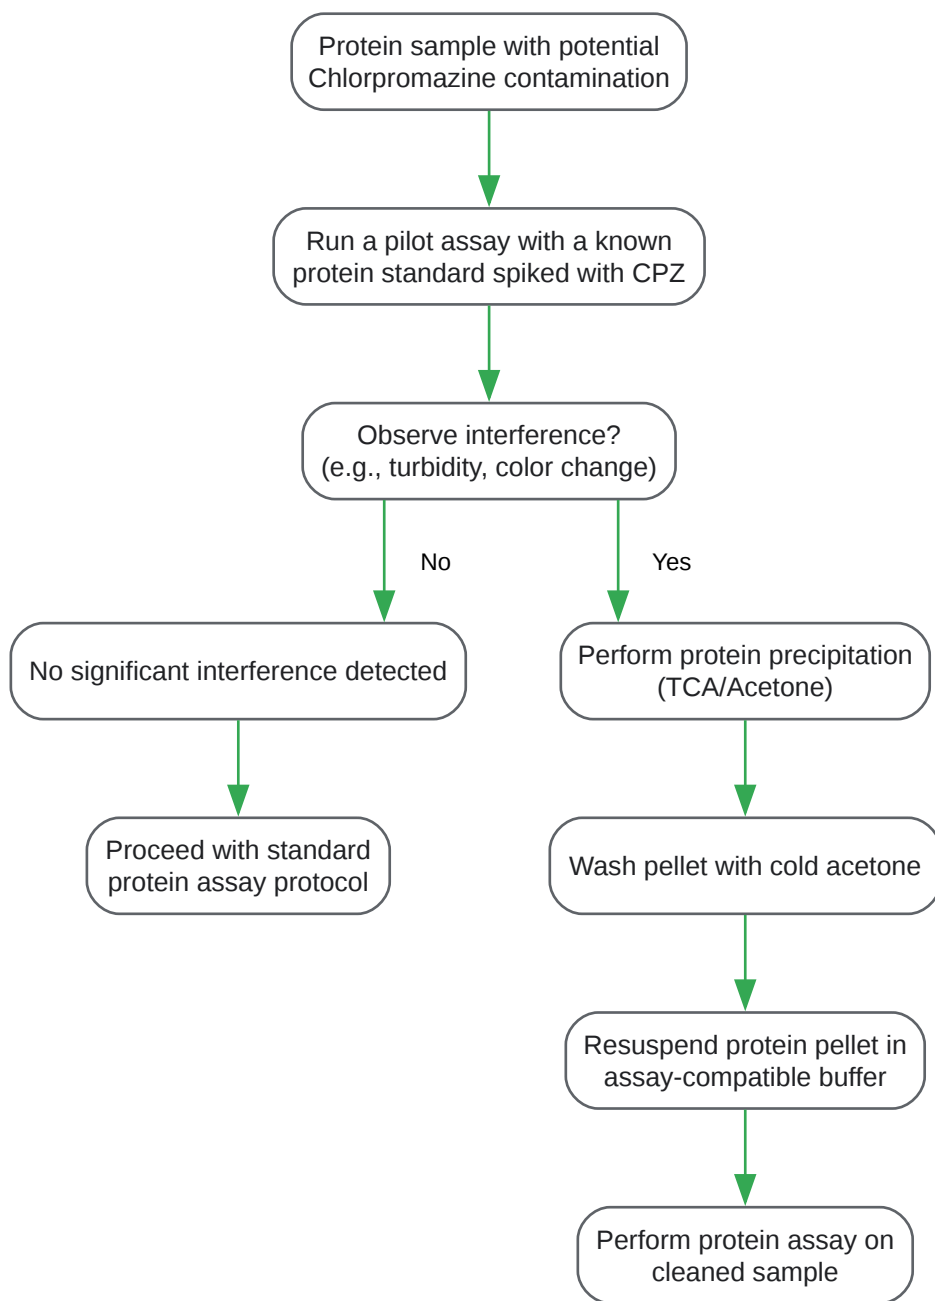 Protein sample with potential
Chlorpromazine contamination
Run a pilot assay with a known
protein standard spiked with CPZ
Observe interference?
(e.g., turbidity, color change)
No
Yes
No significant interference detected
Perform protein precipitation
(TCA/Acetone)
Proceed with standard
protein assay protocol
Wash pellet with cold acetone
Resuspend protein pellet in
assay-compatible buffer
Perform protein assay on
cleaned sample